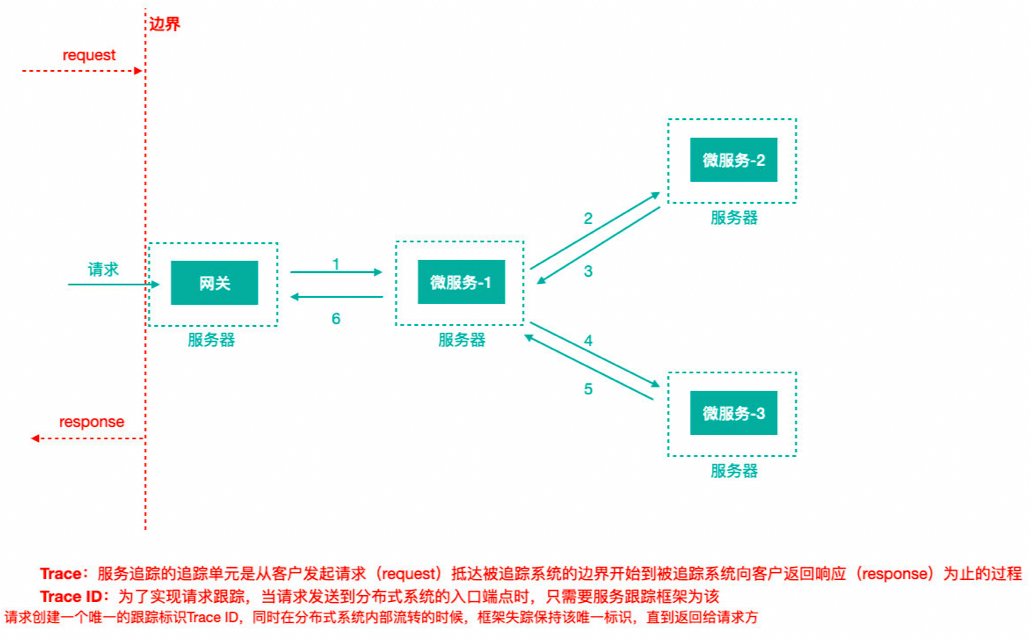 边界
request
微服务-2
服务器
2
3
请求
网关
1
微服务-1
6
服务器
服务器
4
5
response
微服务-3
服务器
Trace：服务追踪的追踪单元是从客户发起请求（request）抵达被追踪系统的边界开始到被追踪系统向客户返回响应（response）为止的过程
Trace ID：为了实现请求跟踪，当请求发送到分布式系统的入口端点时，只需要服务跟踪框架为该
请求创建一个唯一的跟踪标识Trace ID，同时在分布式系统内部流转的时候，框架失踪保持该唯一标识，直到返回给请求方